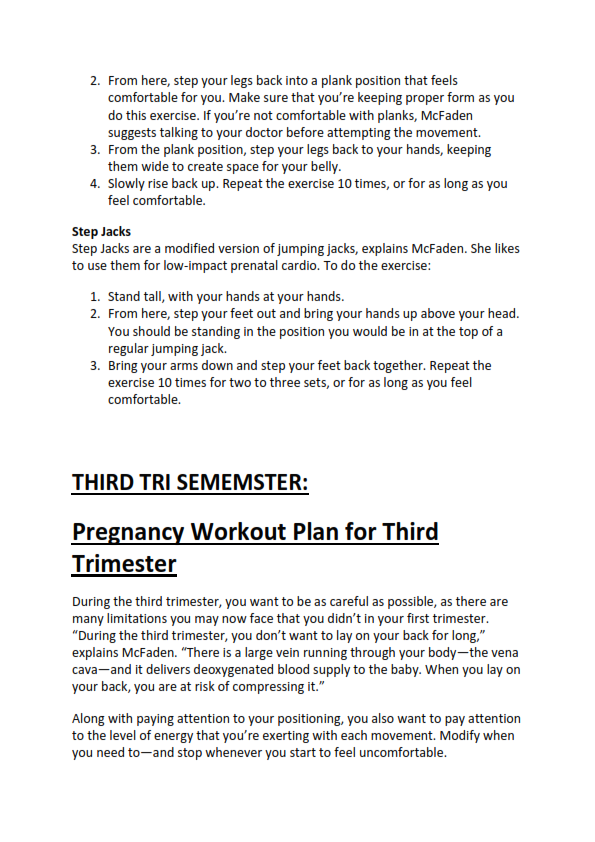 2. From here, step your legs back into a plank position that feels
comfortable for you. Make sure that you’re keeping proper form as you
do this exercise. If you’re not comfortable with planks, McFaden
suggests talking to your doctor before attempting the movement.
3. From the plank position, step your legs back to your hands, keeping
them wide to create space for your belly.
4. Slowly rise back up. Repeat the exercise 10 times, or for as long as you
feel comfortable.
Step Jacks
Step Jacks are a modified version of jumping jacks, explains McFaden. She likes
to use them for low-impact prenatal cardio. To do the exercise:
1. Stand tall, with your hands at your hands.
2. From here, step your feet out and bring your hands up above your head.
You should be standing in the position you would be in at the top of a
regular jumping jack.
3. Bring your arms down and step your feet back together. Repeat the
exercise 10 times for two to three sets, or for as long as you feel
comfortable.
THIRD TRI SEMEMSTER:
Pregnancy Workout Plan for Third
Trimester
During the third trimester, you want to be as careful as possible, as there are
many limitations you may now face that you didn’t in your first trimester.
“During the third trimester, you don’t want to lay on your back for long,”
explains McFaden. “There is a large vein running through your body—the vena
cava—and it delivers deoxygenated blood supply to the baby. When you lay on
your back, you are at risk of compressing it.”
Along with paying attention to your positioning, you also want to pay attention
to the level of energy that you’re exerting with each movement. Modify when
you need to—and stop whenever you start to feel uncomfortable.